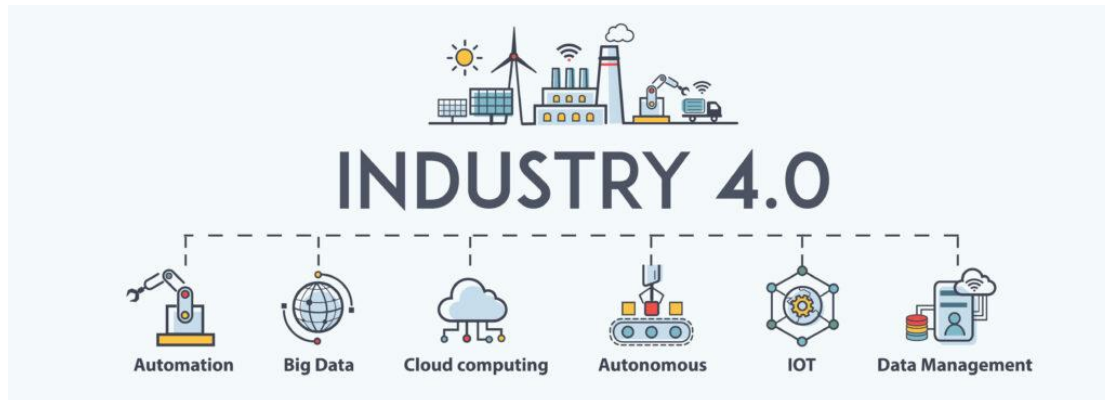 INDUSTRY 4.0
Automation
Big Data
Cloud computing
Autonomous
IOT
Data Management